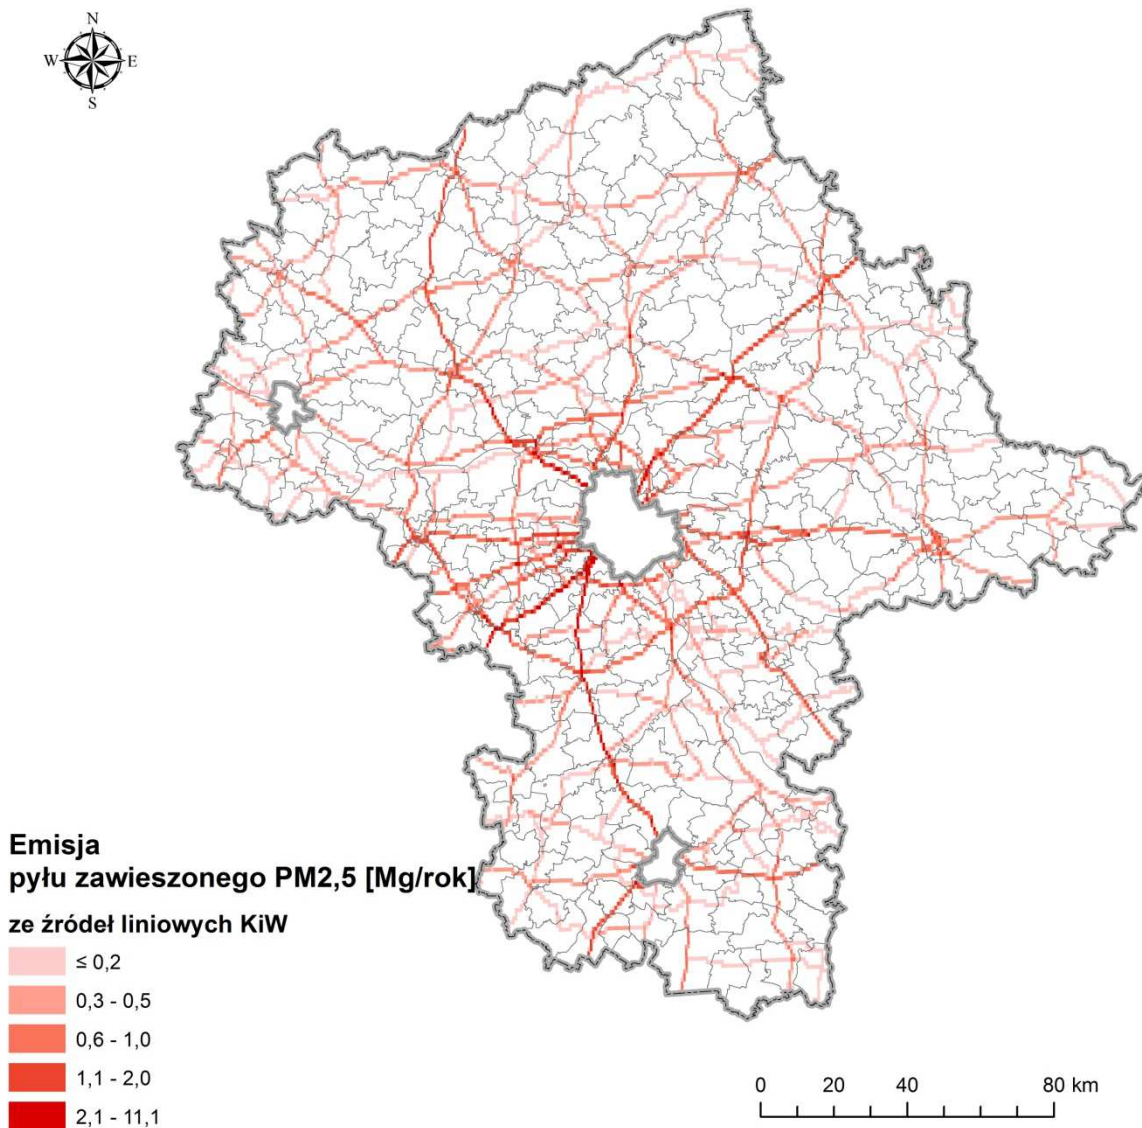 N
W E
S
Emisja
pyłu zawieszonego PM2,5 [Mg/rok]
ze źródeł liniowych KiW
≤ 0,2
0,3 - 0,5
0,6 - 1,0
1,1 - 2,0
2,1 - 11,1
0 20 40 80 km